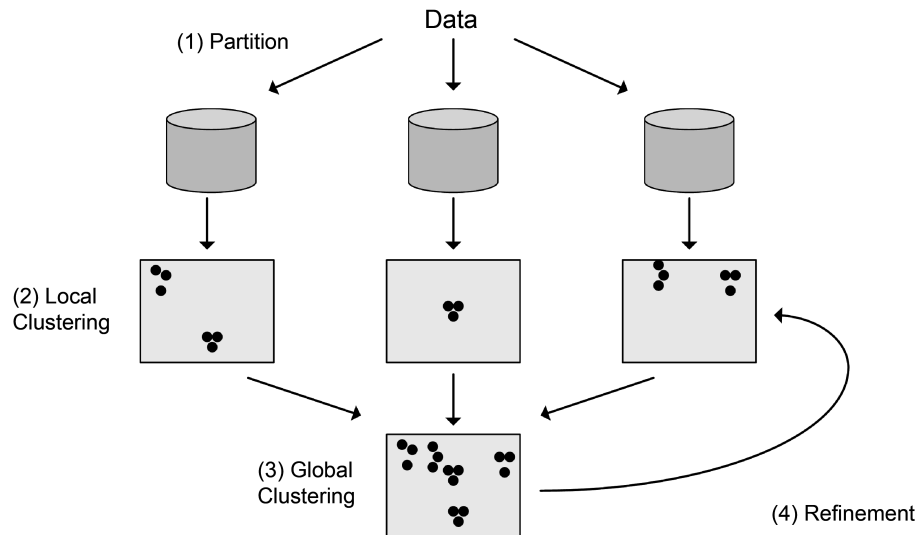 Data
(1) Partition
(2) Local
Clustering
(3) Global
Clustering
(4) Refinement